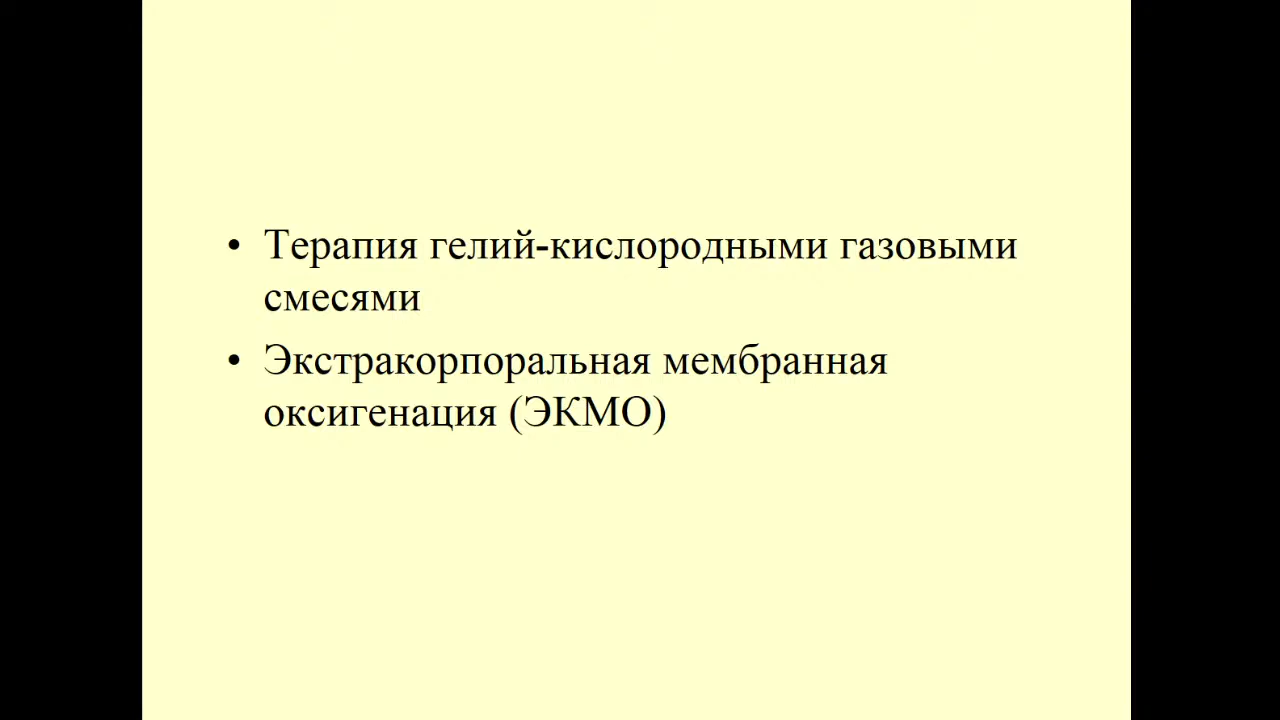 • Терапия гелий-кислородными газовыми
смесями
• Экстракорпоральная мембранная
оксигенация (ЭКМО)